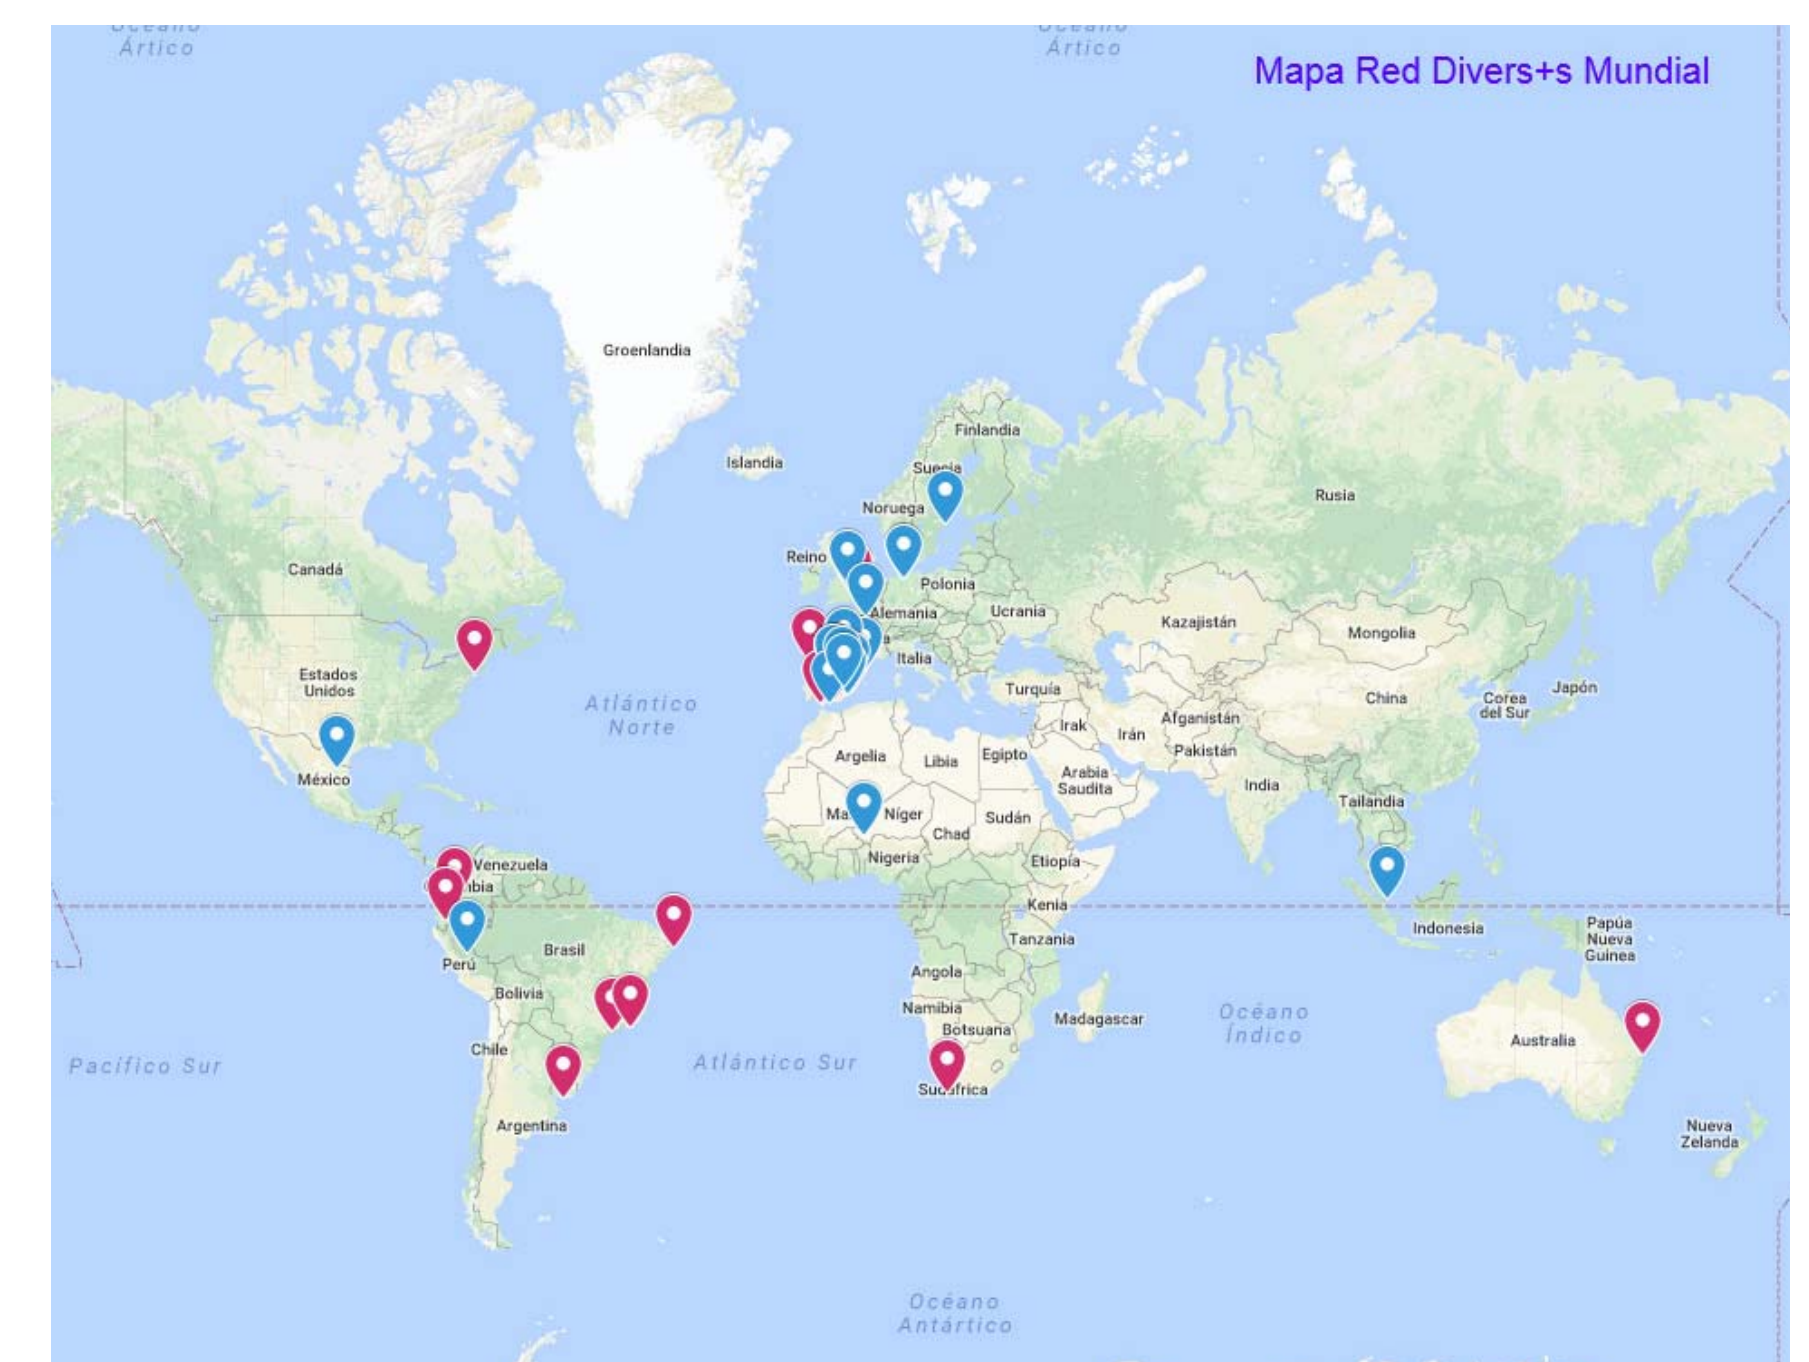 Ártico
Ártico
Mapa Red Divers+s Mundial
Groenlandia
Finlandia
Islandia
Suecia
Rusia
Noruega
Reino
Canadá
Polonia
Alemania
Ucrania
Kazajistán
Mongolia
Italia
Estados
Unidos
Turquía
China
Corea
del Sur
Japón
Atlántico
Norte
Afganistán
Irak
Irán
Pakistán
Argelia
Libia
Egipto
México
Arabia
Saudita
India
Tailandia
Níger
Sudán
Chad
Nigeria
Etiopía
Venezuela
Kenia
Indonesia
Papúa
Nueva
Guinea
Tanzania
Brasil
Perú
Angola
Bolivia
Namibia
Botsuana
Madagascar
Océano
Índico
Australia
Chile
Pacífico Sur
Atlántico Sur
Sudáfrica
Argentina
Nueva
Zelanda
Océano
Antártico